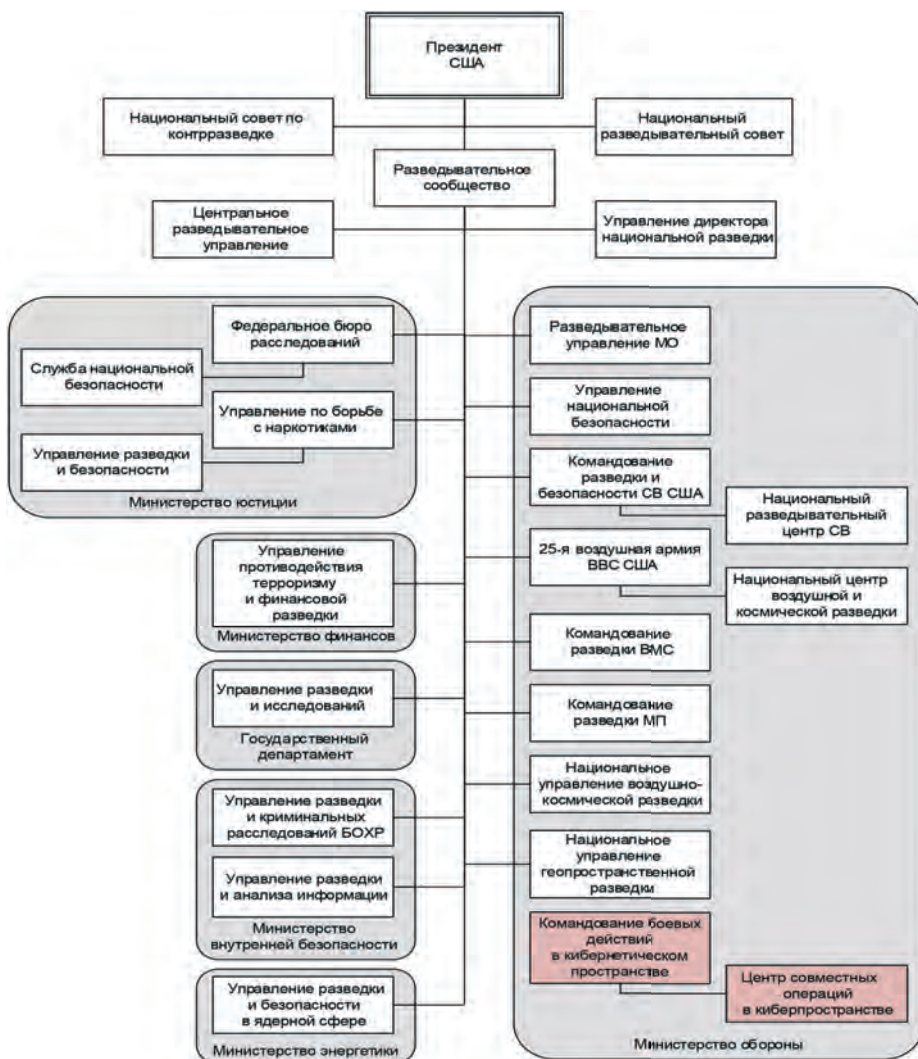 Президент
США
Национальный совет по
контрразведке
Национальный
разведывательный совет
Разведывательное
сообщество
Центральное
разведывательное
управление
Управление директора
национальной разведки
Федеральное бюро
расследований
Служба национальной
безопасности
Управление по борьбе
с наркотиками
Управление разведки
и безопасности
Министерство юстиции
Управление
противодействия
терроризму
и финансовой
разведки
Министерство финансов
Управление разведки
и исследований
Государственный
департамент
Управление разведки
и криминальных
расследований БОХР
Управление разведки
и анализа информации
Министерство
внутренней безопасности
Управление разведки
и безопасности
в ядерной сфере
Министерство энергетики
Разведывательное
управление МО
Управление
национальной
безопасности
Командование
разведки и
безопасности СВ США
Национальный
разведывательный
центр СВ
25-я воздушная армия
ВВС США
Национальный центр
воздушной и
космической разведки
Командование
разведки ВМС
Командование
разведки МП
Национальное
управление воздушно-
космической разведки
Национальное
управление
геопространственной
разведки
Командование боевых
действий
в кибернетическом
пространстве
Центр совместных
операций
в киберпространстве
Министерство обороны